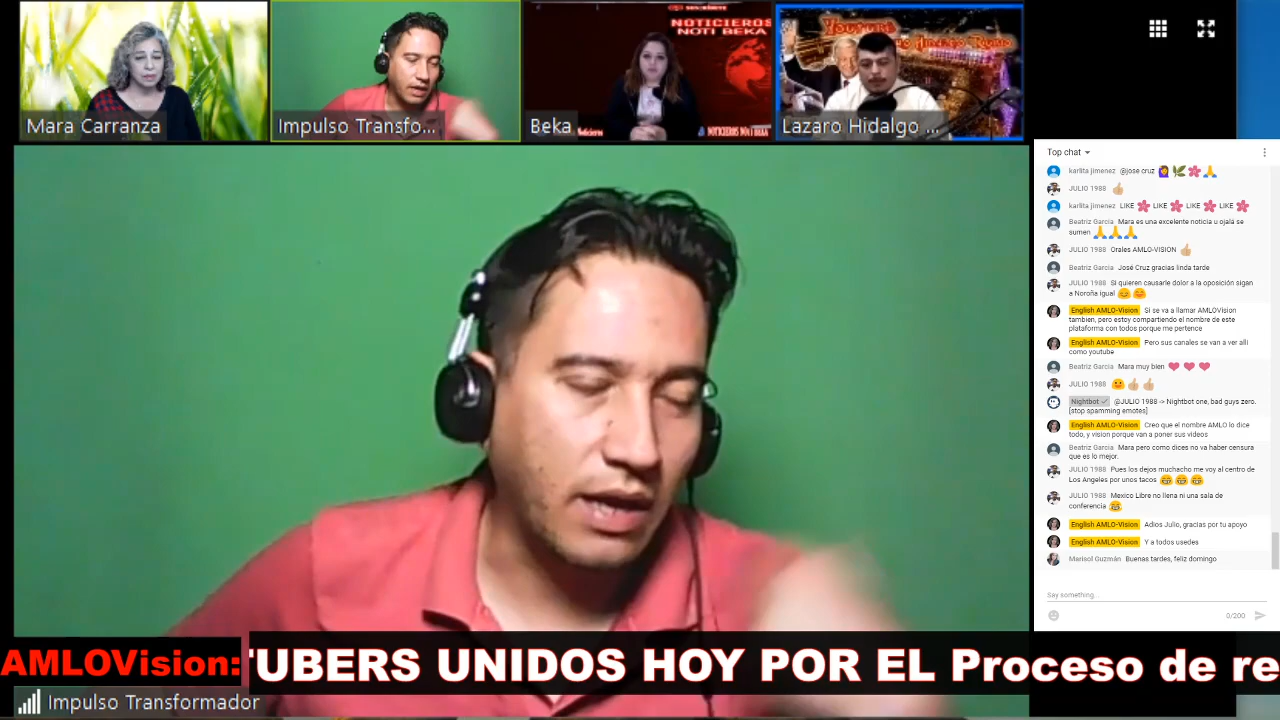 Mara Carranza
Impulso Transfo...
NOTICIEROS
NOTI BEKA
Beka
NOTICIEROS NOTI BEKA
Lazaro Hidalgo ...
Top chat
karlita jimenez @jose cruz 🙋‍♀️🌿🌸🙏
JULIO 1988 👍🏼
karlita jimenez LIKE 🌸 LIKE 🌸 LIKE 🌸 LIKE 🌸
Beatriz Garcia Mara es una excelente noticia u ojalá se
sumen 🙏🙏🙏
JULIO 1988 Orales AMLO-VISION 👍🏼
Beatriz Garcia José Cruz gracias linda tarde
JULIO 1988 Si quieren causarle dolor a la oposición sigan
a Noroña igual 😊 😊
English AMLO-Vision Si se va a llamar AMLOVision
tambien, pero estoy compartiendo el nombre de este
plataforma con todos porque me pertence
English AMLO-Vision Pero sus canales se van a ver alli
como youtube
Beatriz Garcia Mara muy bien ❤ ❤ ❤
JULIO 1988 🙂👍🏼👍🏼
Nightbot ✓ @JULIO 1988 -> Nightbot one, bad guys zero.
[stop spamming emotes]
English AMLO-Vision Creo que el nombre AMLO lo dice
todo, y vision porque van a poner sus videos
Beatriz Garcia Mara pero como dices no va haber censura
que es lo mejor.
JULIO 1988 Pues los dejos muchacho me voy al centro de
Los Angeles por unos tacos 😂 😂 😂
JULIO 1988 Mexico Libre no llena ni una sala de
conferencia 😂
English AMLO-Vision Adios Julio, gracias por tu apoyo
English AMLO-Vision Y a todos usedes
Marisol Guzmán Buenas tardes, feliz domingo
Say something...
0/200
AMLOVision: TUBERS UNIDOS HOY POR EL Proceso de re
Impulso Transformador